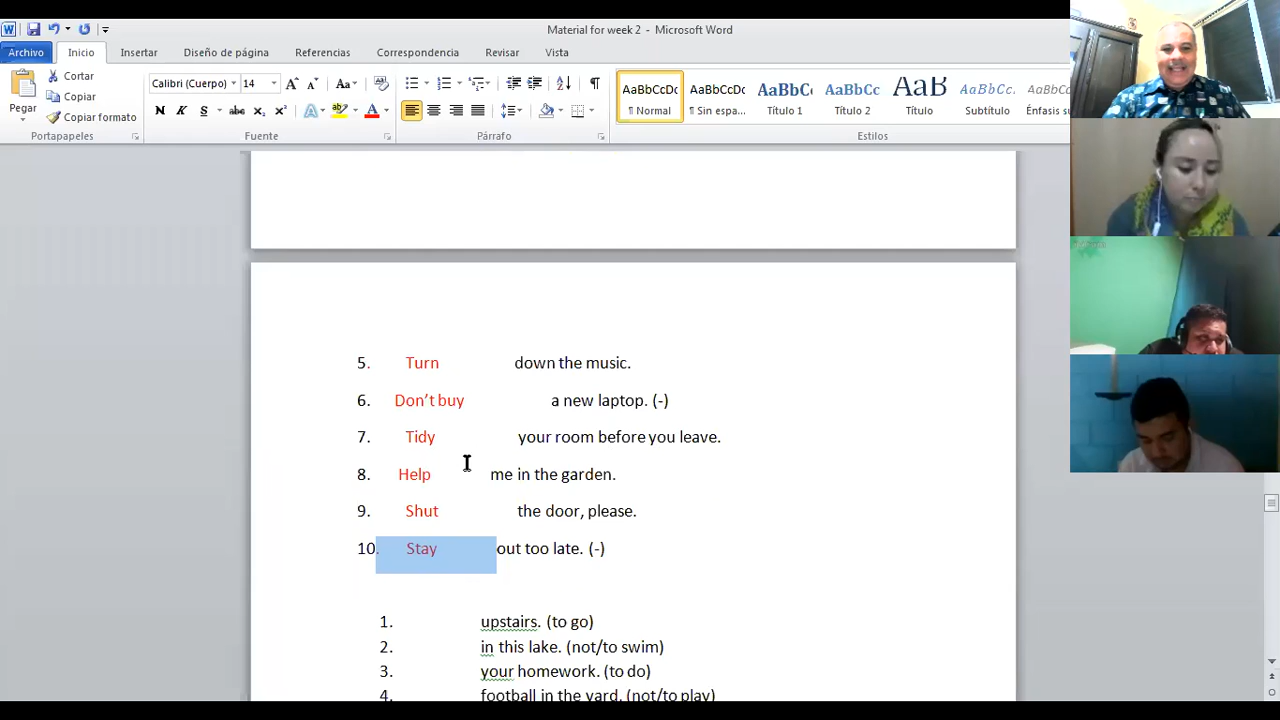 Material for week 2 - Microsoft Word
Archivo Inicio Insertar Diseño de página Referencias Correspondencia Revisar Vista
Cortar
Copiar
Copiar formato
Pegar
Portapapeles
Calibri (Cuerpo) 14
N K S abc x₂ x²
Aa
Fuente
Párrafo
AaBbCcDc AaBbCcDc AaBbC AaBbCc AaB AaBbCc. AaBbCcD
¶ Normal ¶ Sin espa... Título 1 Título 2 Título Subtítulo Énfasis su
Estilos
5. Turn down the music.
6. Don't buy a new laptop. (-)
7. Tidy your room before you leave.
8. Help me in the garden.
9. Shut the door, please.
10. Stay out too late. (-)
1. upstairs. (to go)
2. in this lake. (not/to swim)
3. your homework. (to do)
4. football in the yard. (not/to play)